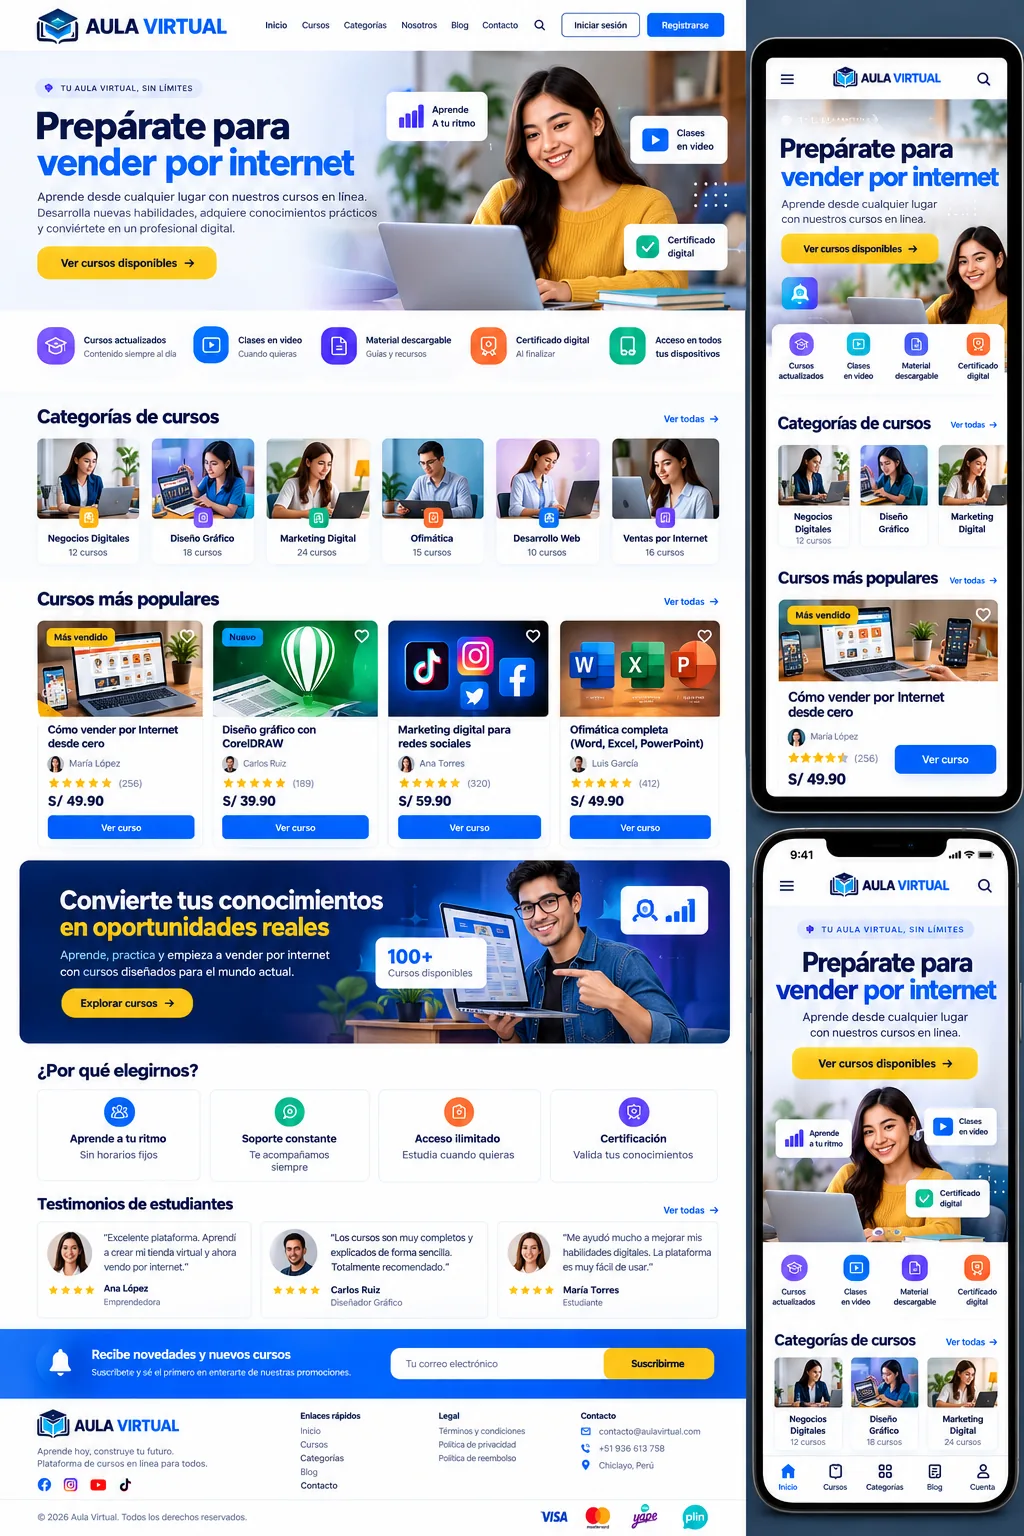 AULA VIRTUAL
Inicio Cursos Categorías Nosotros Blog Contacto
Iniciar sesión
Registrarse
TU AULA VIRTUAL, SIN LÍMITES
Prepárate para
vender por internet
Aprende desde cualquier lugar con nuestros cursos en línea.
Desarrolla nuevas habilidades, adquiere conocimientos prácticos
y conviértete en un profesional digital.
Ver cursos disponibles →
Aprende
A tu ritmo
Clases
en video
Certificado
digital
Cursos actualizados
Contenido siempre al día
Clases en video
Cuando quieras
Material descargable
Guías y recursos
Certificado digital
Al finalizar
Acceso en todos
tus dispositivos
Categorías de cursos
Ver todas →
Negocios Digitales
12 cursos
Diseño Gráfico
18 cursos
Marketing Digital
24 cursos
Ofimática
15 cursos
Desarrollo Web
10 cursos
Ventas por Internet
16 cursos
Cursos más populares
Ver todas →
Más vendido
Cómo vender por Internet
desde cero
María López
(256)
S/ 49.90
Ver curso
Nuevo
Diseño gráfico con
CorelDRAW
Carlos Ruiz
(189)
S/ 39.90
Ver curso
Marketing digital para
redes sociales
Ana Torres
(320)
S/ 59.90
Ver curso
W X P
Ofimática completa
(Word, Excel, PowerPoint)
Luis García
(412)
S/ 49.90
Ver curso
Convierte tus conocimientos
en oportunidades reales
Aprende, practica y empieza a vender por internet
con cursos diseñados para el mundo actual.
Explorar cursos →
100+
Cursos disponibles
¿Por qué elegirnos?
Aprende a tu ritmo
Sin horarios fijos
Soporte constante
Te acompañamos
siempre
Acceso ilimitado
Estudia cuando quieras
Certificación
Valida tus conocimientos
Testimonios de estudiantes
Ver todas →
"Excelente plataforma. Aprendí
a crear mi tienda virtual y ahora
vendo por internet."
Ana López
Emprendedora
"Los cursos son muy completos y
explicados de forma sencilla.
Totalmente recomendado."
Carlos Ruiz
Diseñador Gráfico
"Me ayudó mucho a mejorar mis
habilidades digitales. La plataforma
es muy fácil de usar."
María Torres
Estudiante
Recibe novedades y nuevos cursos
Suscríbete y sé el primero en enterarte de nuestras promociones.
Tu correo electrónico
Suscribirme
AULA VIRTUAL
Aprende hoy, construye tu futuro.
Plataforma de cursos en línea para todos.
Enlaces rápidos
Inicio
Cursos
Categorías
Blog
Contacto
Legal
Términos y condiciones
Política de privacidad
Política de reembolso
Contacto
contacto@aulavirtual.com
+51 936 613 758
Chiclayo, Perú
© 2026 Aula Virtual. Todos los derechos reservados.
VISA
mastercard
yape
plin
AULA VIRTUAL
Prepárate para
vender por internet
Aprende desde cualquier lugar
con nuestros cursos en línea.
Ver cursos disponibles →
Cursos
actualizados
Clases
en video
Material
descargable
Certificado
digital
Categorías de cursos
Ver todas →
Negocios
Digitales
12 cursos
Diseño
Gráfico
Marketing
Digital
Cursos más populares
Ver todas →
Más vendido
Cómo vender por Internet
desde cero
María López
(256)
S/ 49.90
Ver curso
9:41
AULA VIRTUAL
TU AULA VIRTUAL, SIN LÍMITES
Prepárate para
vender por internet
Aprende desde cualquier lugar
con nuestros cursos en línea.
Ver cursos disponibles →
Aprende
a tu ritmo
Clases
en video
Certificado
digital
Cursos
actualizados
Clases
en video
Material
descargable
Certificado
digital
Categorías de cursos
Ver todas →
Negocios
Digitales
12 cursos
Diseño
Gráfico
18 cursos
Marketing
Digital
24 cursos
Inicio
Cursos
Categorías
Blog
Cuenta